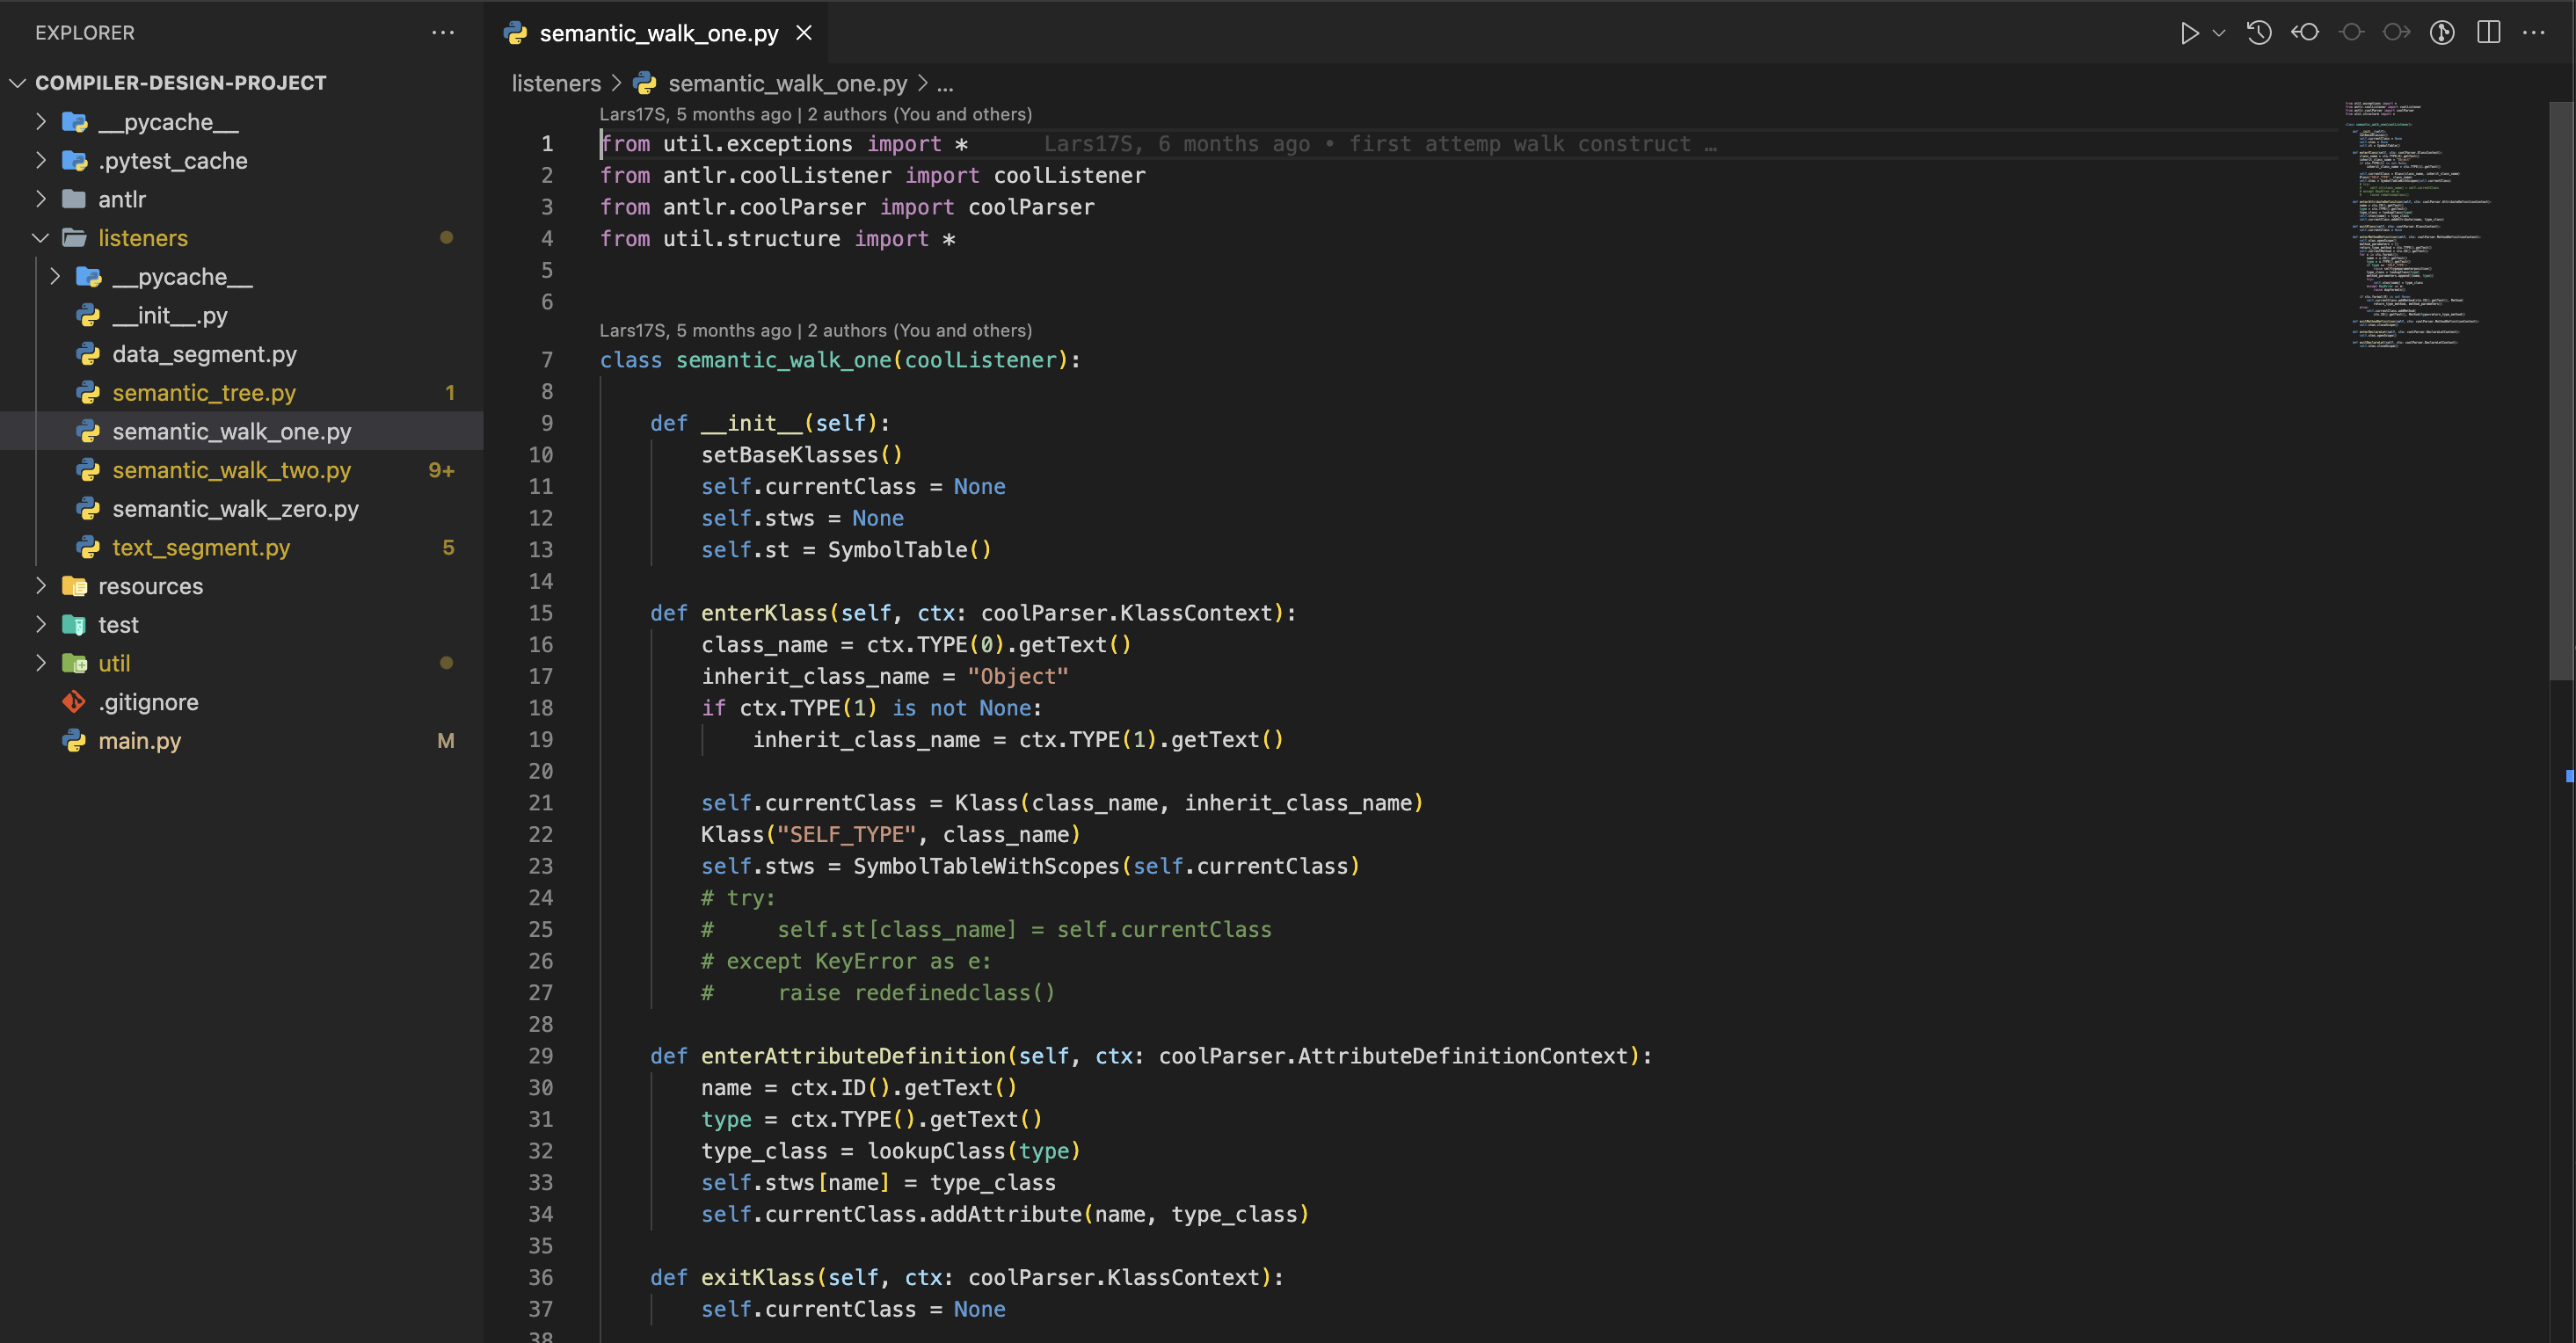 EXPLORER
COMPILER-DESIGN-PROJECT
__pycache__
.pytest_cache
antlr
listeners
__pycache__
__init__.py
data_segment.py
semantic_tree.py 1
semantic_walk_one.py
semantic_walk_two.py 9+
semantic_walk_zero.py
text_segment.py 5
resources
test
util
.gitignore
main.py M
semantic_walk_one.py
listeners > semantic_walk_one.py > ...
Lars17S, 5 months ago | 2 authors (You and others)
1 from util.exceptions import * Lars17S, 6 months ago • first attemp walk construct …
2 from antlr.coolListener import coolListener
3 from antlr.coolParser import coolParser
4 from util.structure import *
5
6
Lars17S, 5 months ago | 2 authors (You and others)
7 class semantic_walk_one(coolListener):
8
9     def __init__(self):
10         setBaseKlasses()
11         self.currentClass = None
12         self.stws = None
13         self.st = SymbolTable()
14
15     def enterKlass(self, ctx: coolParser.KlassContext):
16         class_name = ctx.TYPE(0).getText()
17         inherit_class_name = "Object"
18         if ctx.TYPE(1) is not None:
19             inherit_class_name = ctx.TYPE(1).getText()
20
21         self.currentClass = Klass(class_name, inherit_class_name)
22         Klass("SELF_TYPE", class_name)
23         self.stws = SymbolTableWithScopes(self.currentClass)
24         # try:
25         #     self.st[class_name] = self.currentClass
26         # except KeyError as e:
27         #     raise redefinedclass()
28
29     def enterAttributeDefinition(self, ctx: coolParser.AttributeDefinitionContext):
30         name = ctx.ID().getText()
31         type = ctx.TYPE().getText()
32         type_class = lookupClass(type)
33         self.stws[name] = type_class
34         self.currentClass.addAttribute(name, type_class)
35
36     def exitKlass(self, ctx: coolParser.KlassContext):
37         self.currentClass = None
38